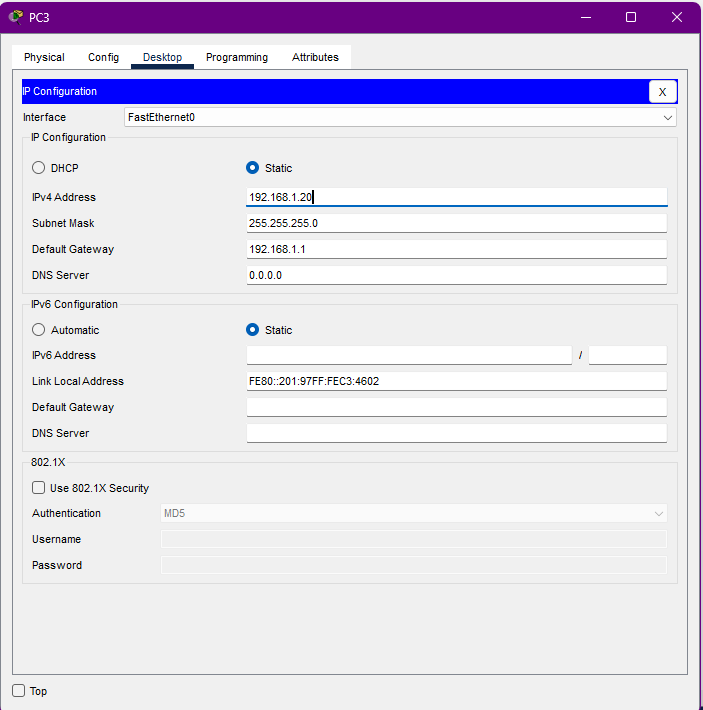 PC3
Physical Config Desktop Programming Attributes
IP Configuration X
Interface FastEthernet0
IP Configuration
DHCP Static
IPv4 Address 192.168.1.20
Subnet Mask 255.255.255.0
Default Gateway 192.168.1.1
DNS Server 0.0.0.0
IPv6 Configuration
Automatic Static
IPv6 Address /
Link Local Address FE80::201:97FF:FEC3:4602
Default Gateway
DNS Server
802.1X
Use 802.1X Security
Authentication MD5
Username
Password
Top